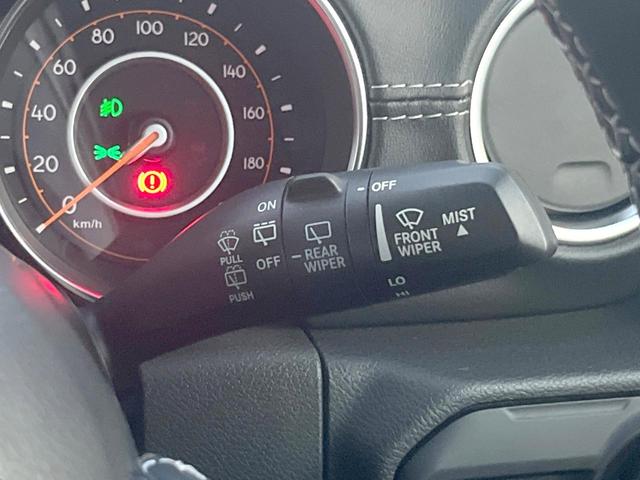 100
80
120
60
140
40
160
20
180
0
km/h
OFF
ON
PULL
OFF
REAR
WIPER
FRONT
WIPER
MIST
PUSH
LO
HI